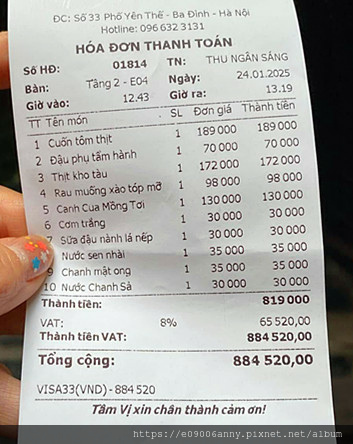 ĐC: Số 33 Phố Yên Thế - Ba Đình - Hà Nội
Hotline: 096 632 3131
HÓA ĐƠN THANH TOÁN
Số HĐ: 01814 TN: THU NGÂN SÁNG
Bàn: Tầng 2 - E04 Ngày: 24.01.2025
Giờ vào: 12.43 Giờ ra: 13.19
TT Tên món SL Đơn giá Thành tiền
1 Cuốn tôm thịt 1 189 000 189 000
2 Đậu phụ tẩm hành 1 70 000 70 000
3 Thịt kho tàu 1 172 000 172 000
4 Rau muống xào tóp mỡ 1 98 000 98 000
5 Canh Cua Mồng Tơi 1 130 000 130 000
6 Cơm trắng 1 30 000 30 000
7 Sữa đậu nành lá nếp 1 30 000 30 000
Nước sen nhài 1 35 000 35 000
9 Chanh mật ong 1 35 000 35 000
10 Nước Chanh Sả 1 30 000 30 000
Thành tiền: 819 000
VAT: 8% 65 520,00
Thành tiền VAT: 884 520,00
Tổng cộng: 884 520,00
VISA33(VND) - 884 520
Tầm Vị xin chân thành cảm ơn!
https://e09006anny.pixnet.net/album